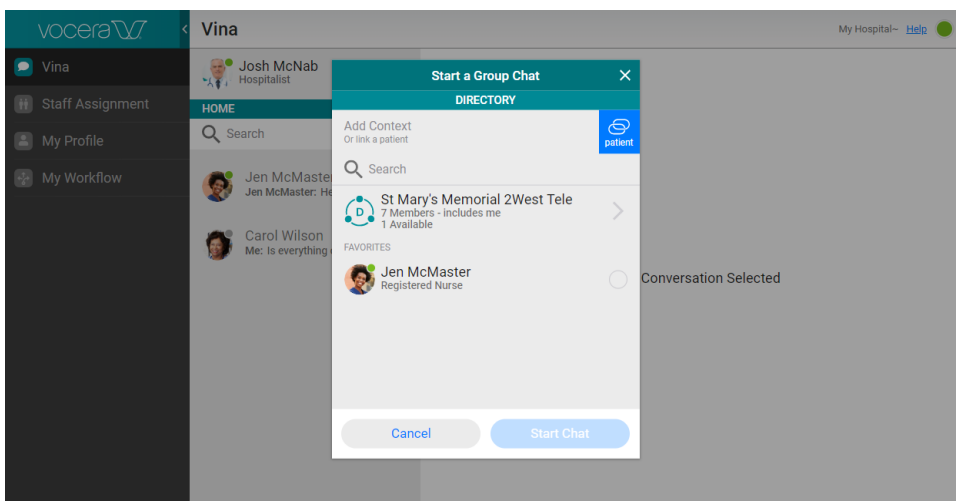 vocera
Vina
My Hospital~ Help
Vina
Staff Assignment
My Profile
My Workflow
Josh McNab
Hospitalist
HOME
Search
Jen McMaste
Jen McMaster: He
Carol Wilson
Me: Is everything
Start a Group Chat
DIRECTORY
Add Context
Or link a patient
patient
Search
St Mary's Memorial 2West Tele
D
7 Members - includes me
1 Available
FAVORITES
Jen McMaster
Registered Nurse
Cancel
Start Chat
Conversation Selected